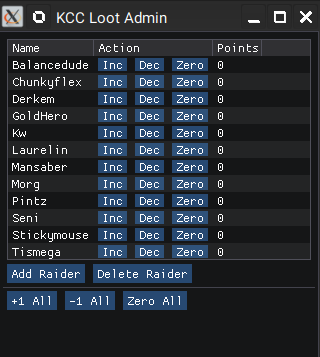 KCC Loot Admin
Name Action Points
Balancedude Inc Dec Zero 0
Chunkyflex Inc Dec Zero 0
Derkem Inc Dec Zero 0
GoldHero Inc Dec Zero 0
Kw Inc Dec Zero 0
Laurelin Inc Dec Zero 0
Mansaber Inc Dec Zero 0
Morg Inc Dec Zero 0
Pintz Inc Dec Zero 0
Seni Inc Dec Zero 0
Stickymouse Inc Dec Zero 0
Tismega Inc Dec Zero 0
Add Raider Delete Raider
+1 All -1 All Zero All